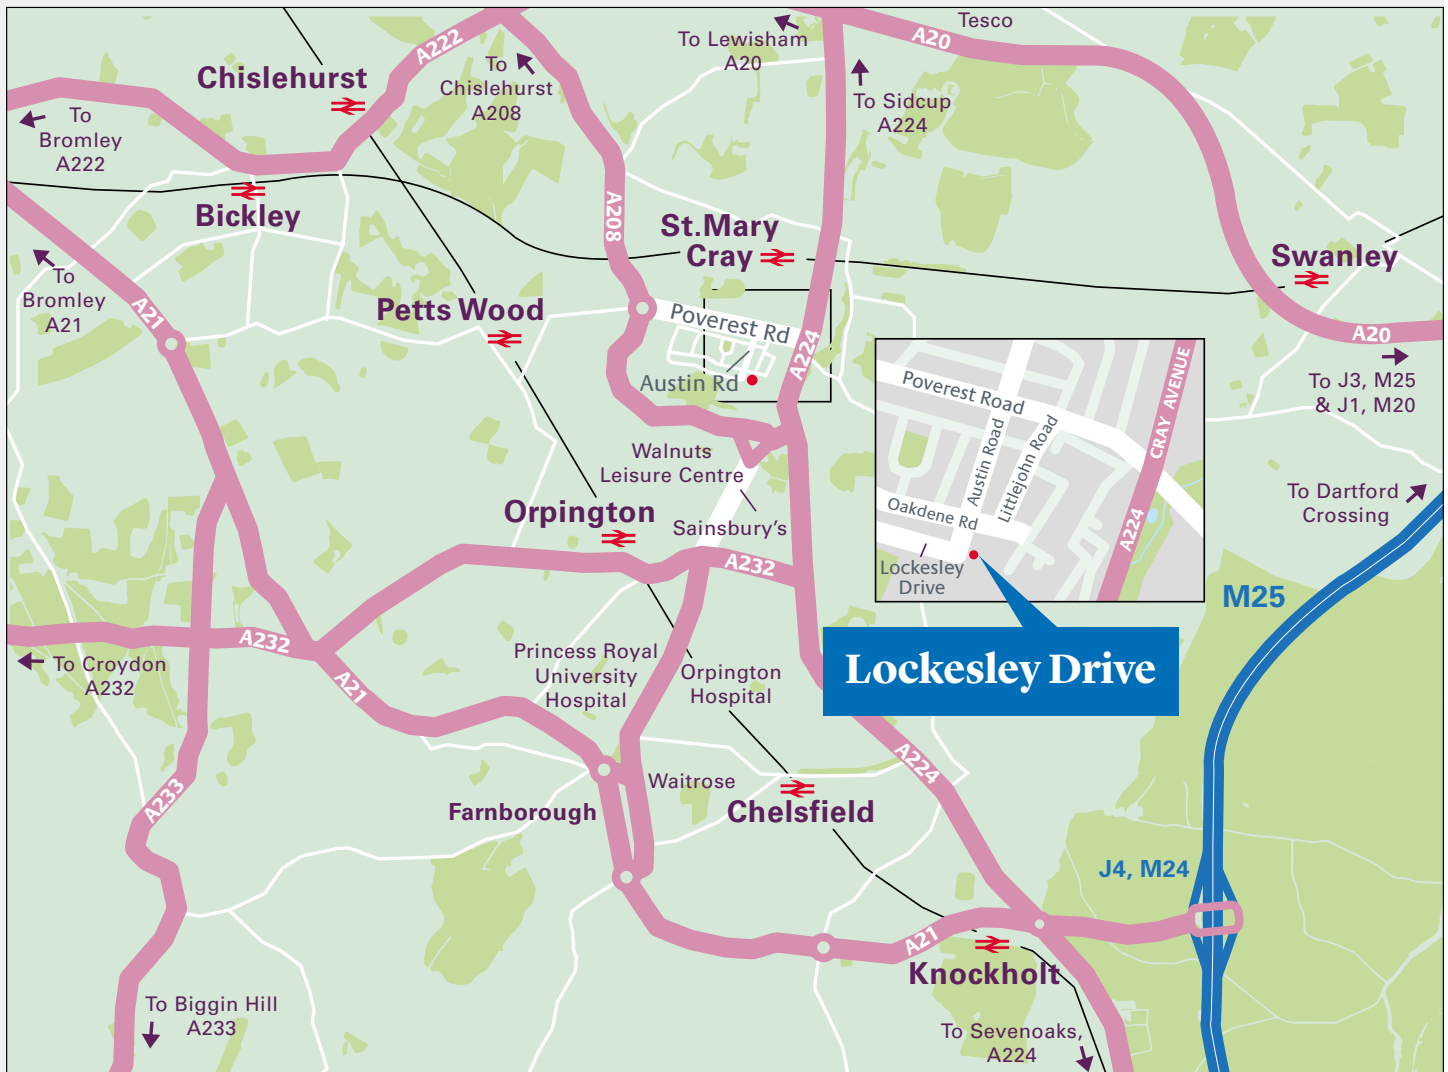 Tesco
A20
To Lewisham
A20
A222
To
Chislehurst
A208
Chislehurst
To Sidcup
A224
To
Bromley
A222
Bickley
A208
St.Mary
Cray
Swanley
To
Bromley
A21
A21
Petts Wood
Poverest Rd
A224
Austin Rd
A20
To J3, M25
& J1, M20
Poverest Road
CRAY AVENUE
Austin Road
Littlejohn Road
Oakdene Rd
A224
Lockesley
Drive
Walnuts
Leisure Centre
Sainsbury's
Orpington
A232
To Dartford
Crossing
M25
Lockesley Drive
A232
To Croydon
A232
A21
Princess Royal
University
Hospital
Orpington
Hospital
A224
Waitrose
Farnborough
Chelsfield
A233
J4, M24
A21
Knockholt
To Biggin Hill
A233
To Sevenoaks,
A224